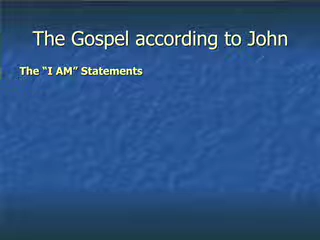 The Gospel according to John
The “I AM” Statements